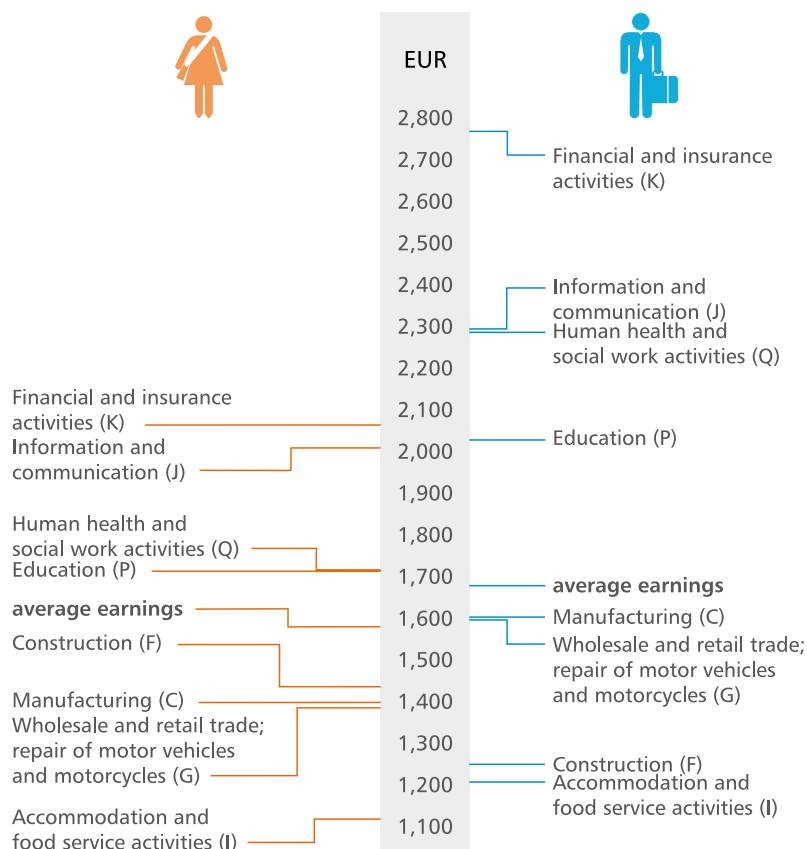 EUR
2,800
2,700
2,600
2,500
2,400
2,300
2,200
2,100
2,000
1,900
1,800
1,700
1,600
1,500
1,400
1,300
1,200
1,100
Financial and insurance
activities (K)
Information and
communication (J)
Human health and
social work activities (Q)
Education (P)
average earnings
Construction (F)
Manufacturing (C)
Wholesale and retail trade;
repair of motor vehicles
and motorcycles (G)
Accommodation and
food service activities (I)
Financial and insurance
activities (K)
Information and
communication (J)
Human health and
social work activities (Q)
Education (P)
average earnings
Manufacturing (C)
Wholesale and retail trade;
repair of motor vehicles
and motorcycles (G)
Construction (F)
Accommodation and
food service activities (I)